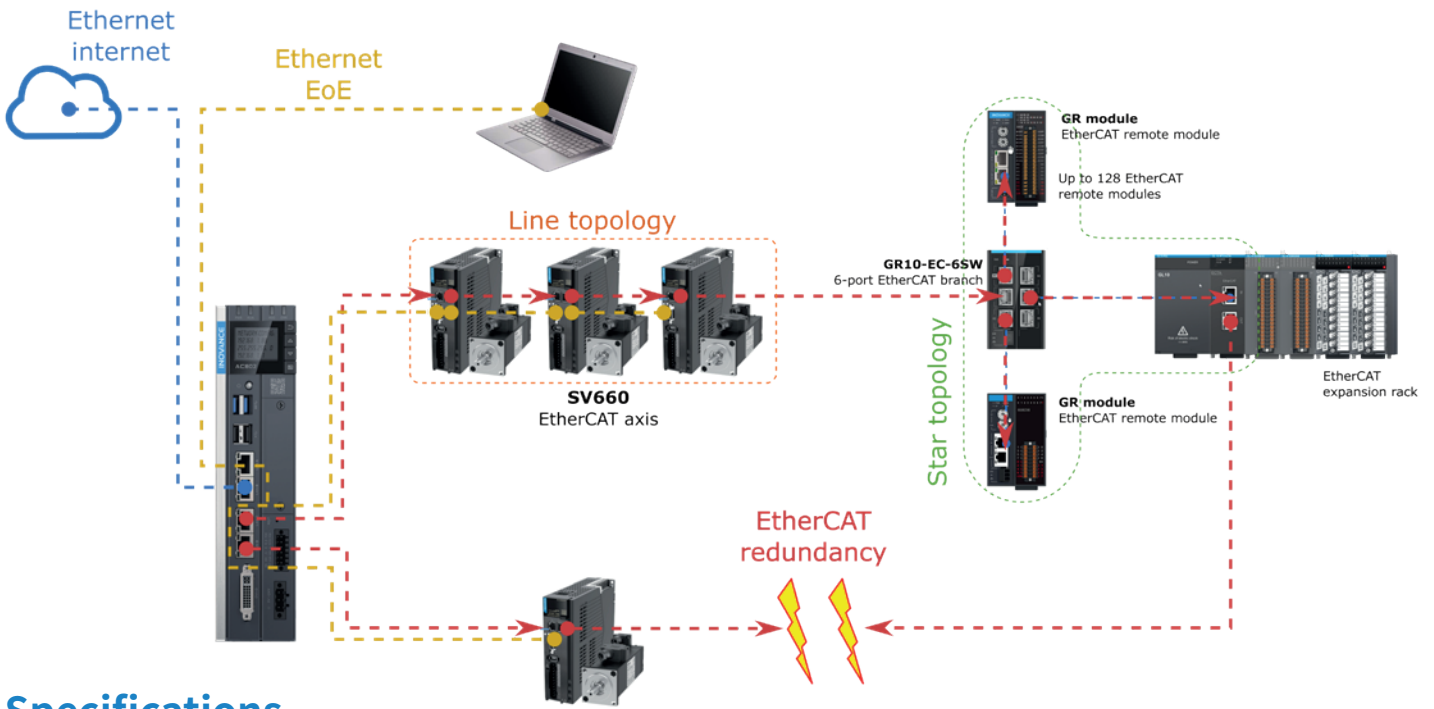 Ethernet
internet
Ethernet
EoE
GR module
EtherCAT remote module
Up to 128 EtherCAT
remote modules
Line topology
GR10-EC-6SW
6-port EtherCAT branch
INOVANCE
SV660
EtherCAT axis
Star topology
GR module
EtherCAT remote module
EtherCAT
expansion rack
EtherCAT
redundancy
Specifications